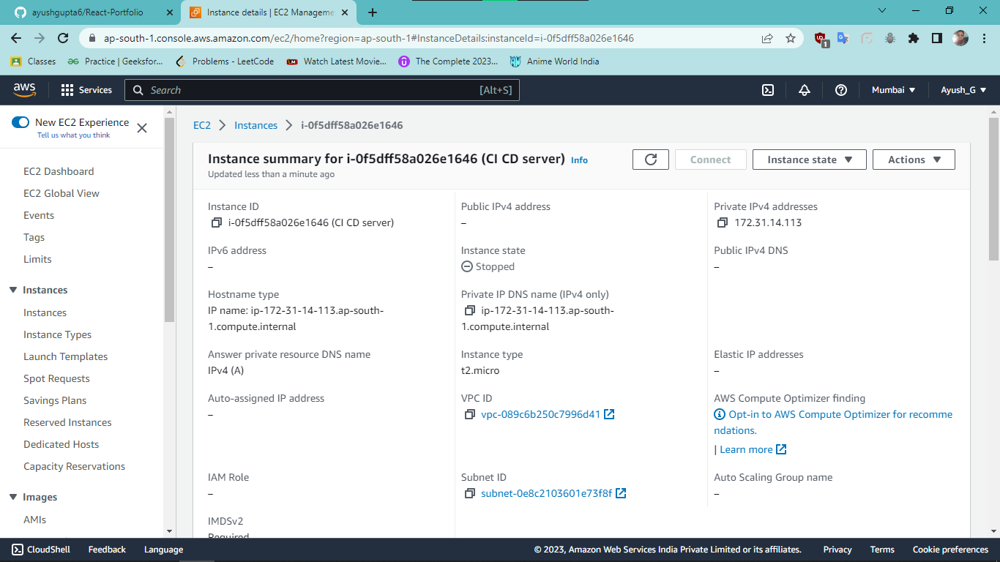 ayushgupta6/React-Portfolio
Instance details | EC2 Manageme
ap-south-1.console.aws.amazon.com/ec2/home?region=ap-south-1#InstanceDetails:instanceId=i-0f5dff58a026e1646
1
Classes
Practice | Geeksfor...
Problems - LeetCode
Watch Latest Movie...
The Complete 2023...
Anime World India
aws
Services
Search
[Alt+S]
Mumbai
Ayush_G
New EC2 Experience
Tell us what you think
EC2 Dashboard
EC2 Global View
Events
Tags
Limits
Instances
Instances
Instance Types
Launch Templates
Spot Requests
Savings Plans
Reserved Instances
Dedicated Hosts
Capacity Reservations
Images
AMIs
EC2
Instances
i-0f5dff58a026e1646
Instance summary for i-0f5dff58a026e1646 (CI CD server)
Info
Updated less than a minute ago
Connect
Instance state
Actions
Instance ID
i-0f5dff58a026e1646 (CI CD server)
Public IPv4 address
–
Private IPv4 addresses
172.31.14.113
IPv6 address
–
Instance state
Stopped
Public IPv4 DNS
–
Hostname type
IP name: ip-172-31-14-113.ap-south-
1.compute.internal
Private IP DNS name (IPv4 only)
ip-172-31-14-113.ap-south-
1.compute.internal
Answer private resource DNS name
IPv4 (A)
Instance type
t2.micro
Elastic IP addresses
–
Auto-assigned IP address
–
VPC ID
vpc-089c6b250c7996d41
AWS Compute Optimizer finding
Opt-in to AWS Compute Optimizer for recomme
ndations.
| Learn more
IAM Role
–
Subnet ID
subnet-0e8c2103601e73f8f
Auto Scaling Group name
–
IMDSv2
Required
CloudShell
Feedback
Language
© 2023, Amazon Web Services India Private Limited or its affiliates.
Privacy
Terms
Cookie preferences